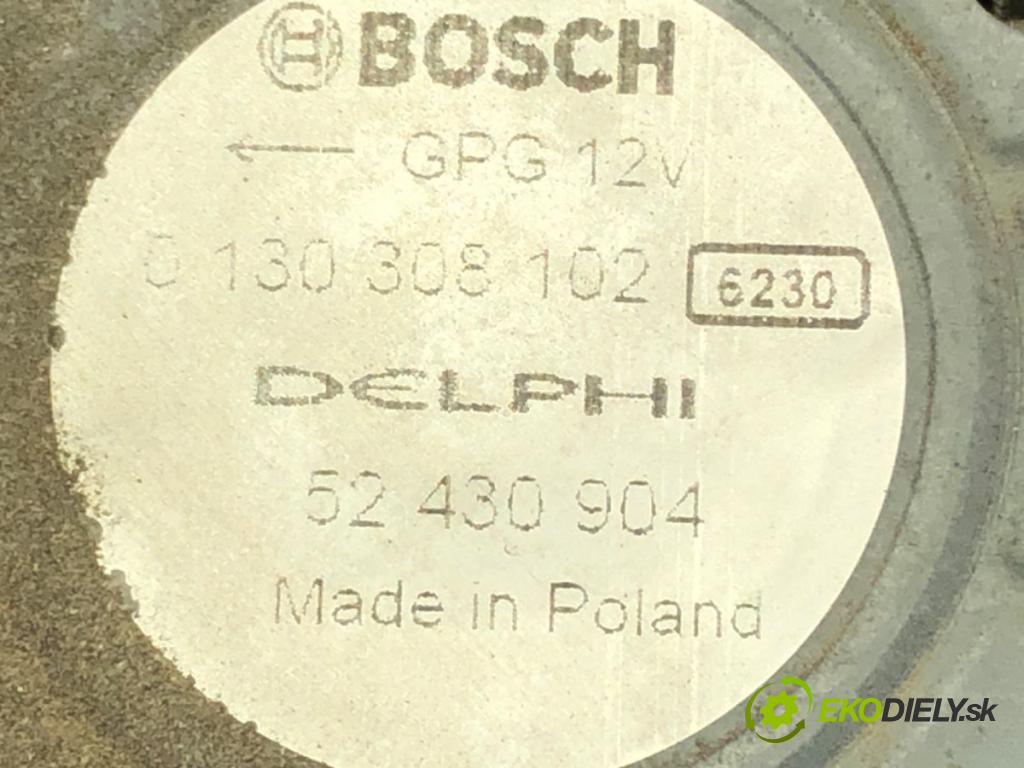 BOSCH
GPG 12V
0 130 308 102 6230
DELPHI
52 430 904
Made in Poland
EKODIELY.sk